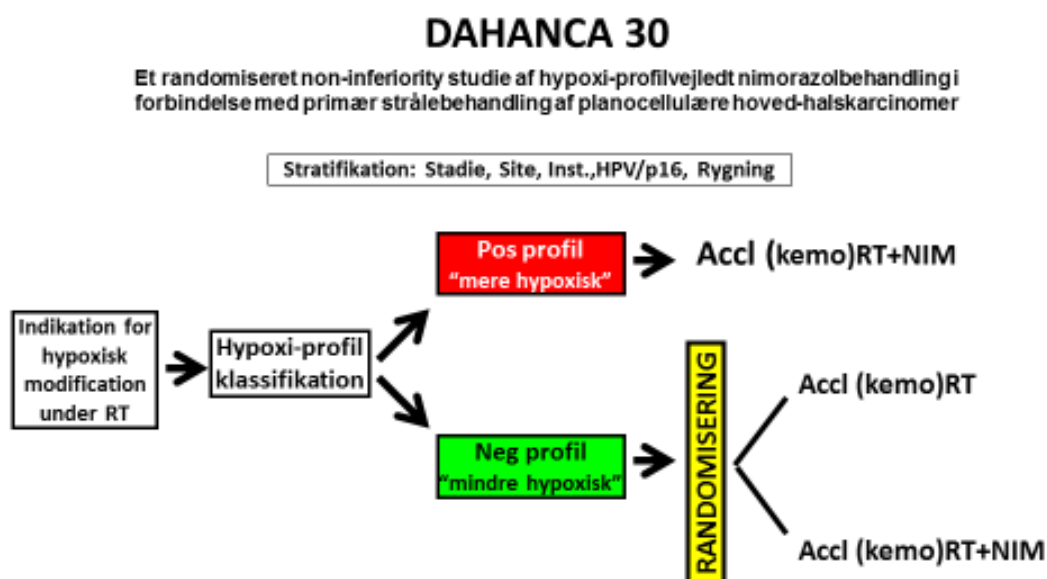 DAHANCA 30
Et randomiseret non-inferiority studie af hypoxi-profilvejledt nimorazolbehandling i
forbindelse med primær strålebehandling af planocellulære hoved-halskarcinomer
Stratifikation: Stadie, Site, Inst.,HPV/p16, Rygning
Indikation for
hypoxisk
modification
under RT
Hypoxi-profil
klassifikation
Pos profil
"mere hypoxisk"
Accl (kemo)RT+NIM
Neg profil
"mindre hypoxisk"
RANDOMISERING
Accl (kemo)RT
Accl (kemo)RT+NIM